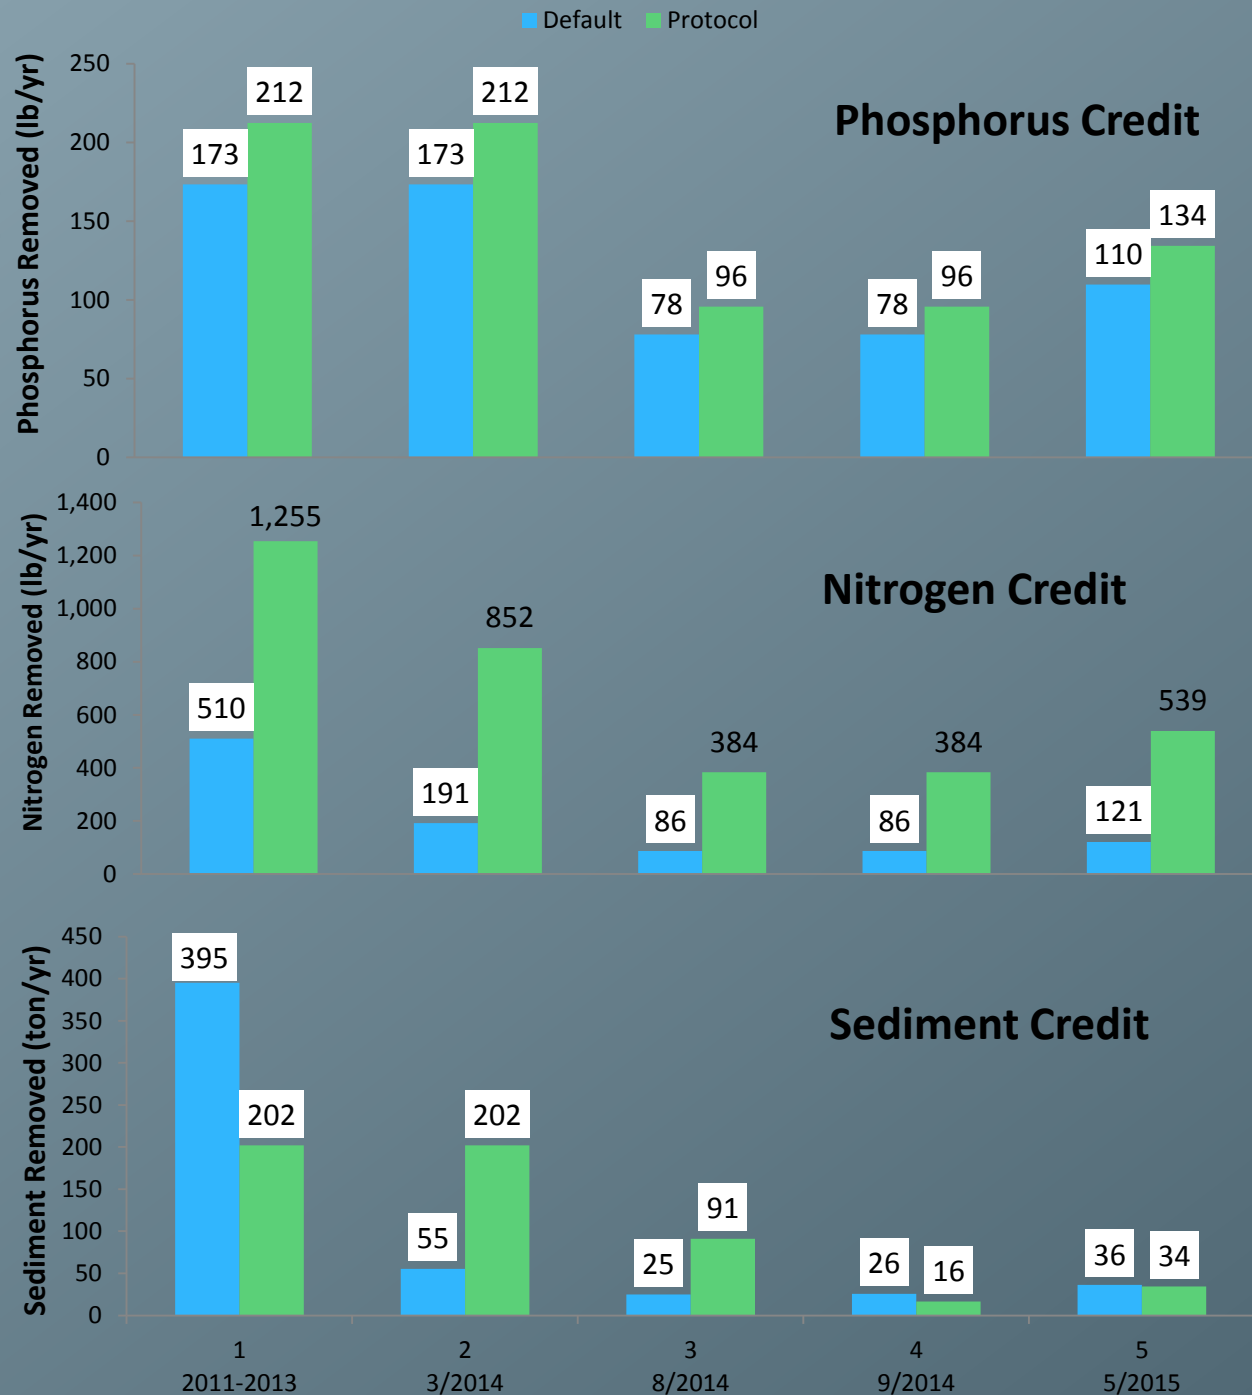 Default Protocol
Phosphorus Credit
Phosphorus Removed (lb/yr)
250
200
150
100
50
0
173 212 173 212 78 96 78 96 110 134
Nitrogen Credit
Nitrogen Removed (lb/yr)
1,400
1,200
1,000
800
600
400
200
0
510 1,255 191 852 86 384 86 384 121 539
Sediment Credit
Sediment Removed (ton/yr)
450
400
350
300
250
200
150
100
50
0
395 202 55 202 25 91 26 16 36 34
1 2 3 4 5
2011-2013 3/2014 8/2014 9/2014 5/2015